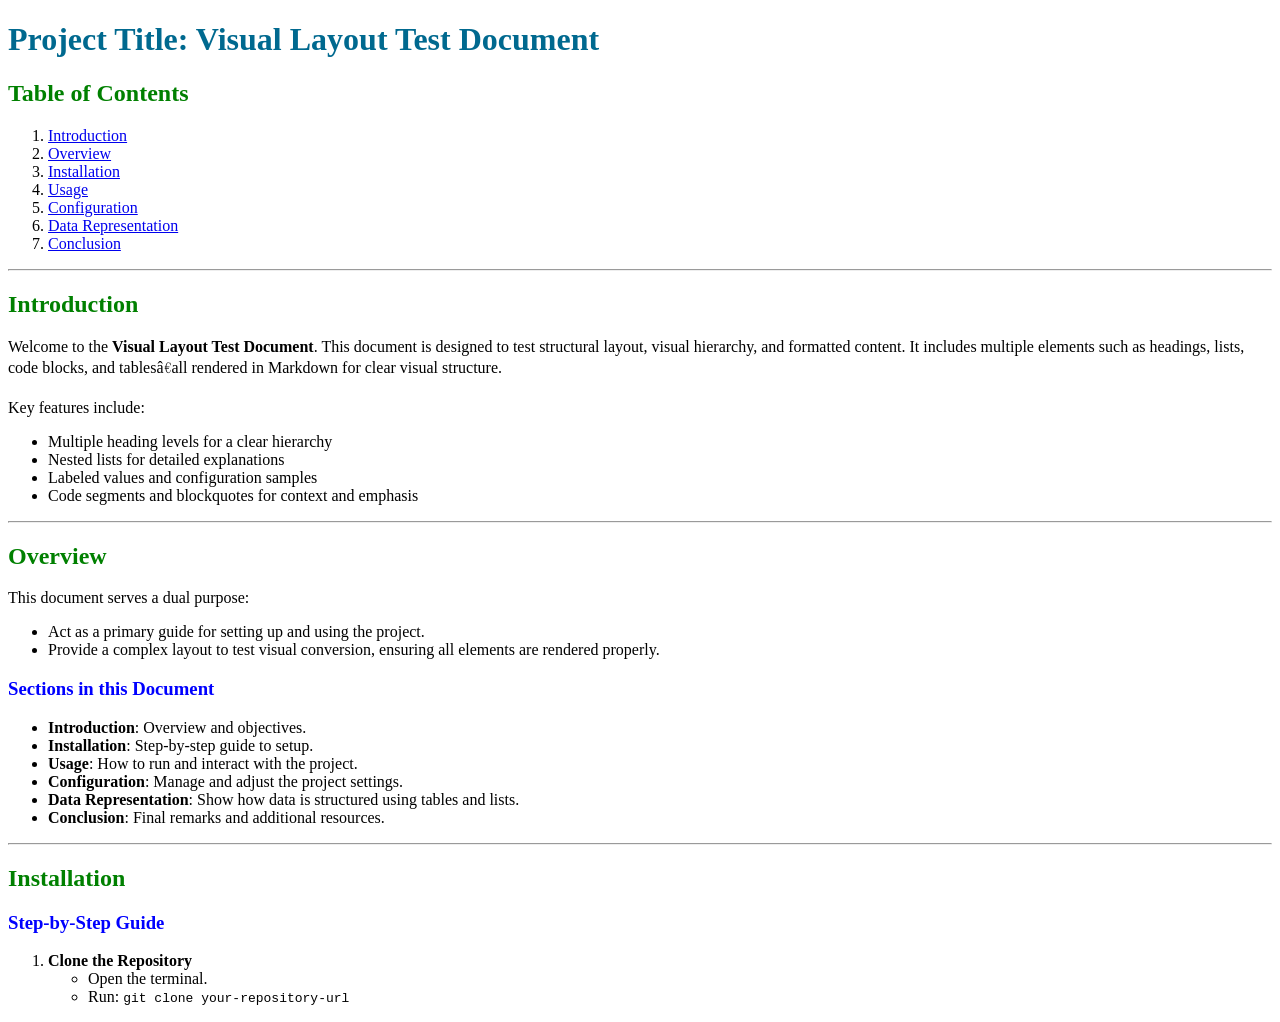 Project Title: Visual Layout Test Document
Table of Contents
1. Introduction
2. Overview
3. Installation
4. Usage
5. Configuration
6. Data Representation
7. Conclusion
Introduction
Welcome to the Visual Layout Test Document. This document is designed to test structural layout, visual hierarchy, and formatted content. It includes multiple elements such as headings, lists,
code blocks, and tablesâ€all rendered in Markdown for clear visual structure.
Key features include:
• Multiple heading levels for a clear hierarchy
• Nested lists for detailed explanations
• Labeled values and configuration samples
• Code segments and blockquotes for context and emphasis
Overview
This document serves a dual purpose:
• Act as a primary guide for setting up and using the project.
• Provide a complex layout to test visual conversion, ensuring all elements are rendered properly.
Sections in this Document
• Introduction: Overview and objectives.
• Installation: Step-by-step guide to setup.
• Usage: How to run and interact with the project.
• Configuration: Manage and adjust the project settings.
• Data Representation: Show how data is structured using tables and lists.
• Conclusion: Final remarks and additional resources.
Installation
Step-by-Step Guide
1. Clone the Repository
◦ Open the terminal.
◦ Run: git clone your-repository-url